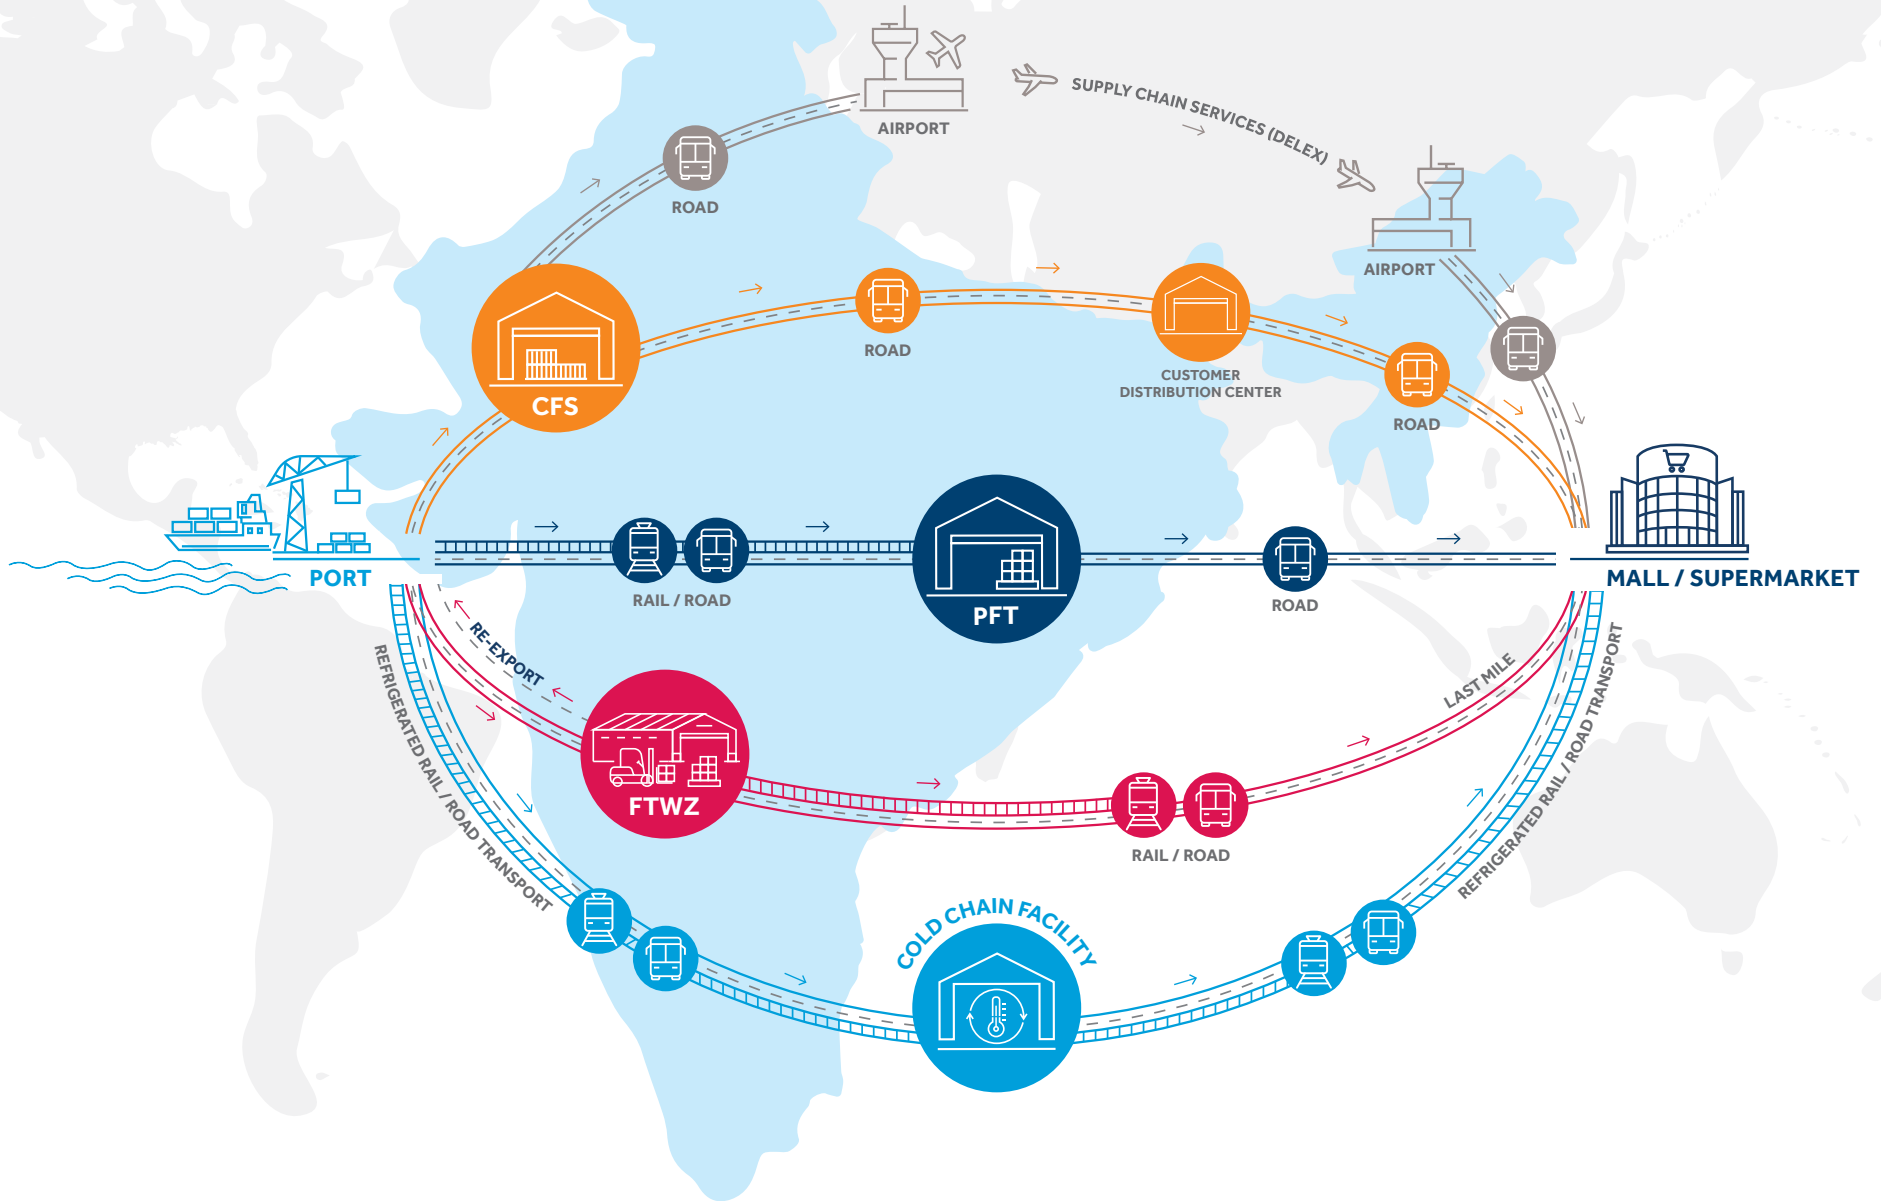 AIRPORT
SUPPLY CHAIN SERVICES (DELEX)
ROAD
AIRPORT
ROAD
CUSTOMER
DISTRIBUTION CENTER
CFS
ROAD
PORT
RAIL / ROAD
PFT
ROAD
MALL / SUPERMARKET
RE-EXPORT
REFRIGERATED RAIL / ROAD TRANSPORT
FTWZ
RAIL / ROAD
LAST MILE
REFRIGERATED RAIL / ROAD TRANSPORT
COLD CHAIN FACILITY